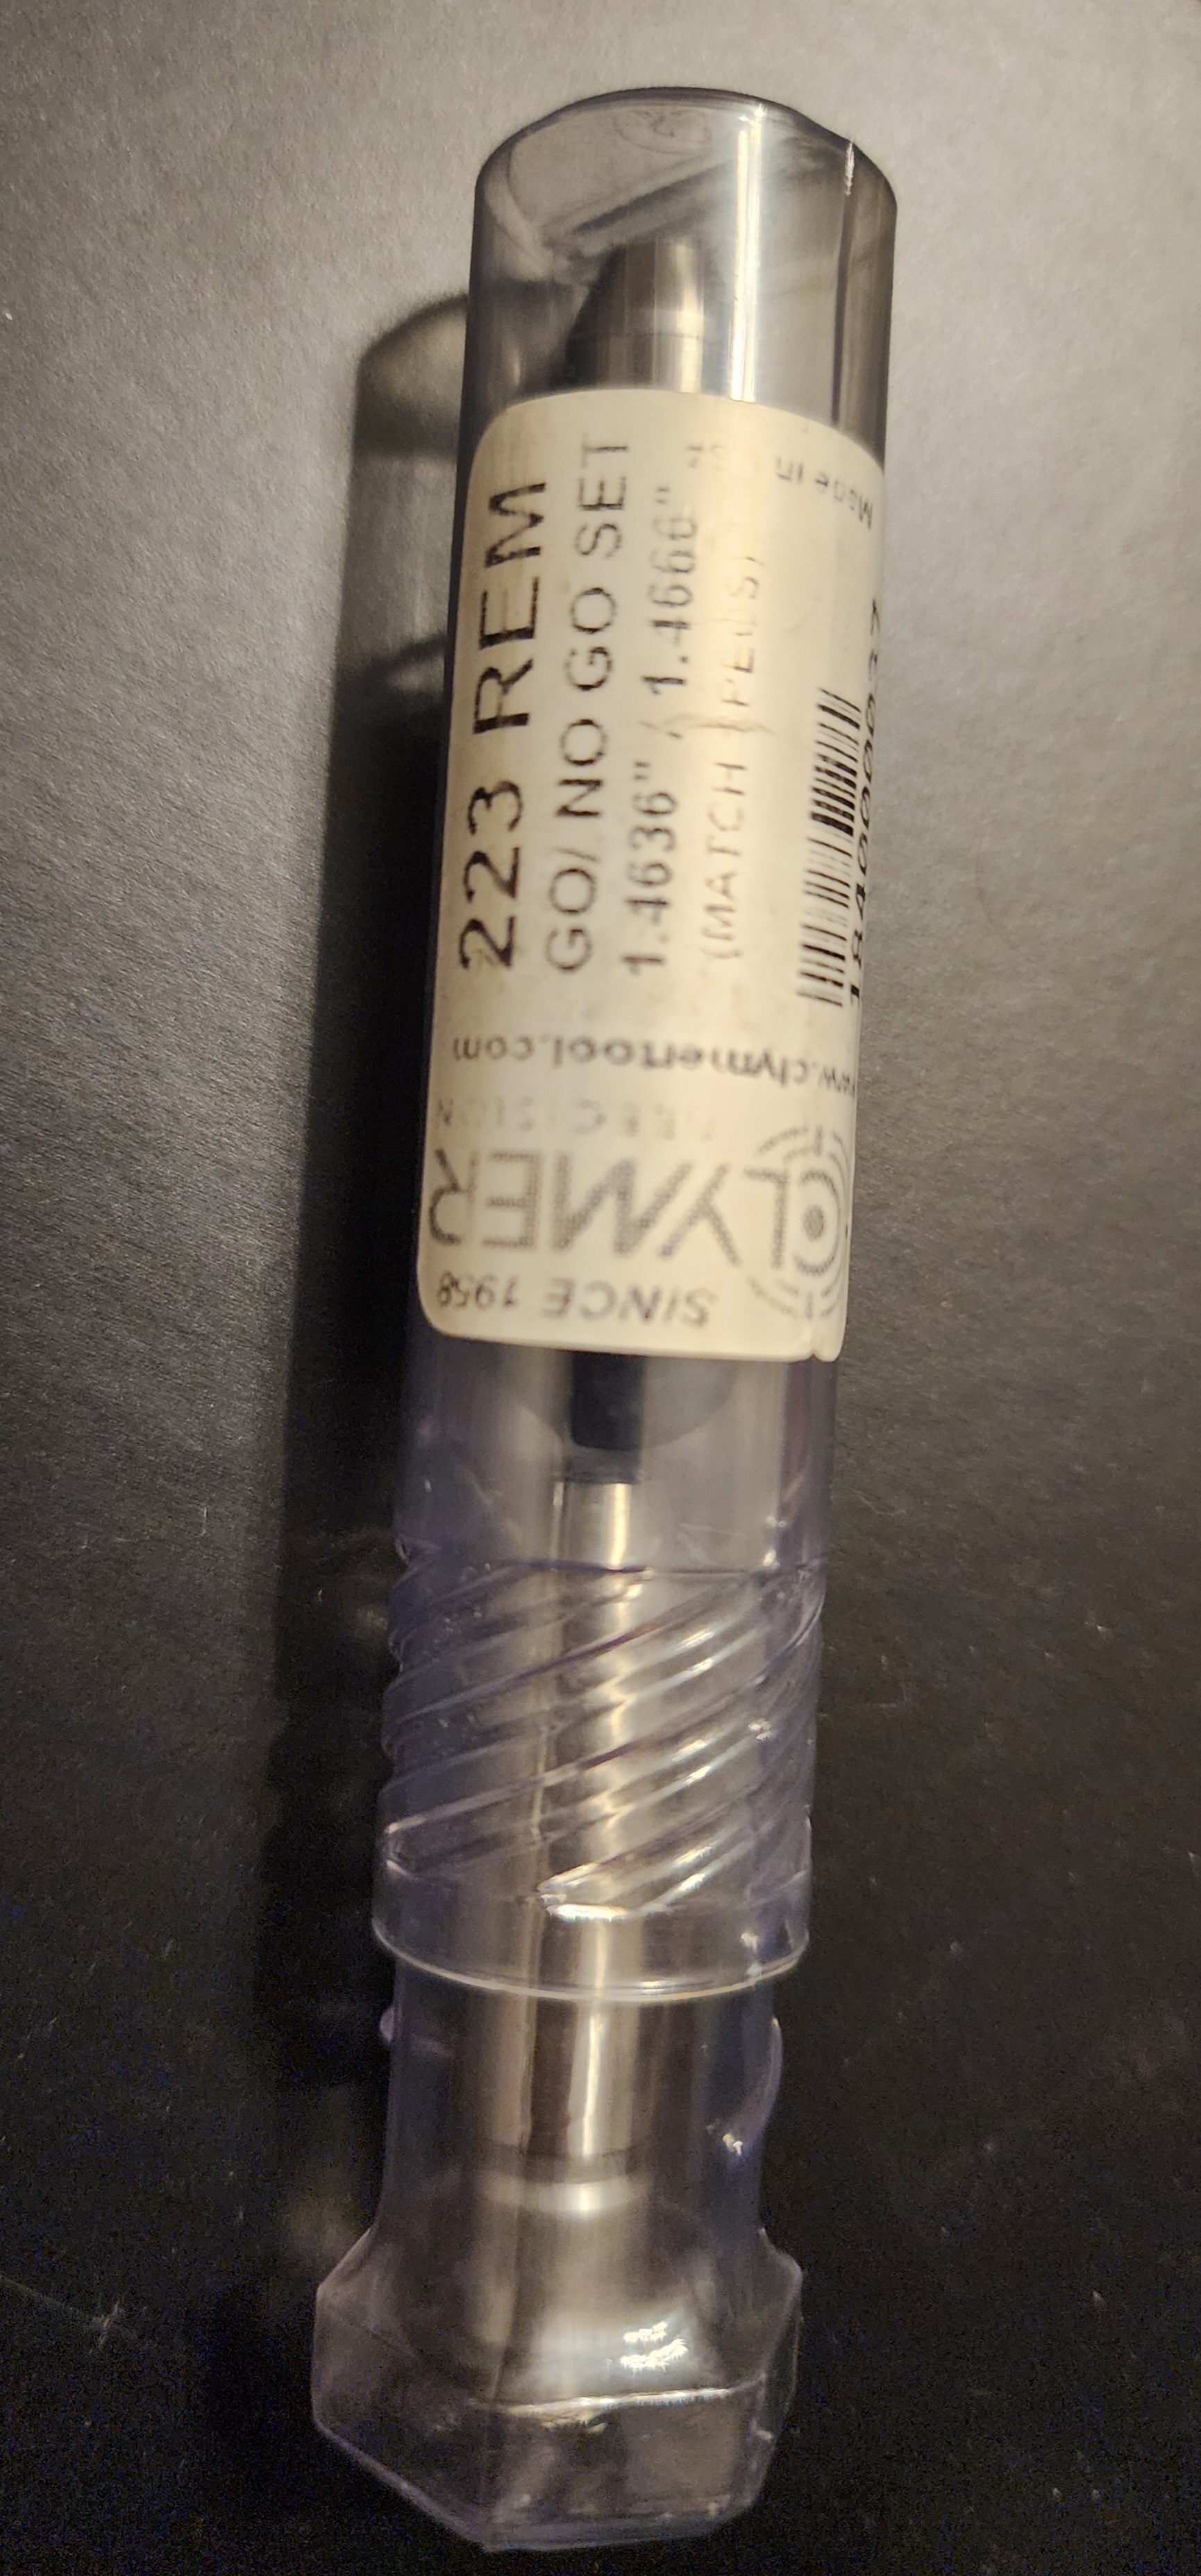 SINCE 1958
CLYMER
PRECISION
www.clymertool.com
223 REM
GO/ NO GO SET
1.4636" / 1.4666"
(MATCH SPECS)
Made in